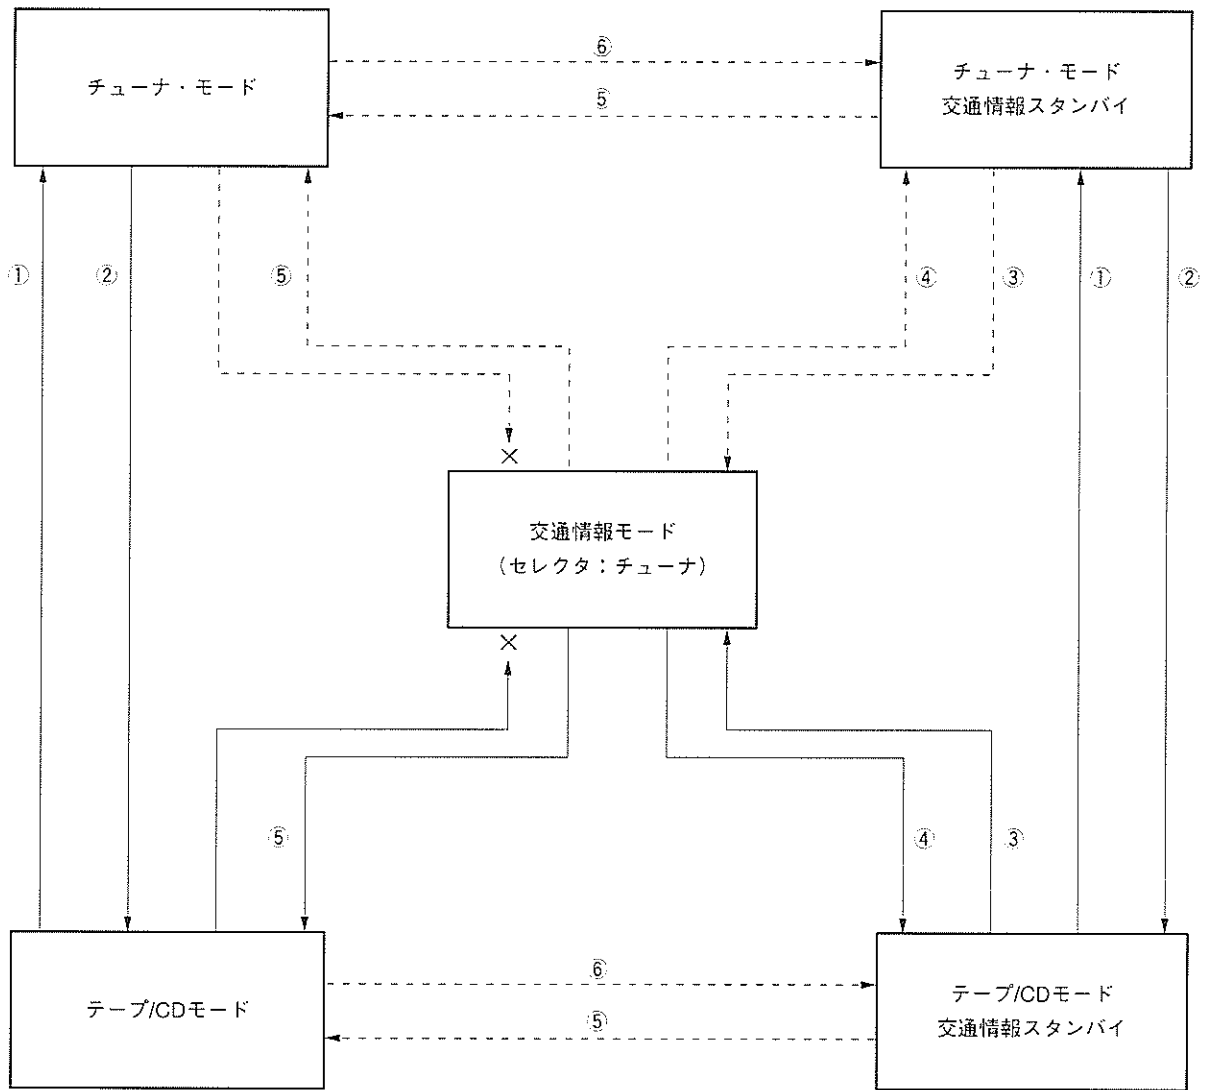 チューナ・モード
⑥
⑤
チューナ・モード
交通情報スタンバイ
①
②
⑤
④
③
①
②
×
交通情報モード
(セレクタ:チューナ)
×
⑤
④
③
テープ/CDモード
⑥
⑤
テープ/CDモード
交通情報スタンバイ